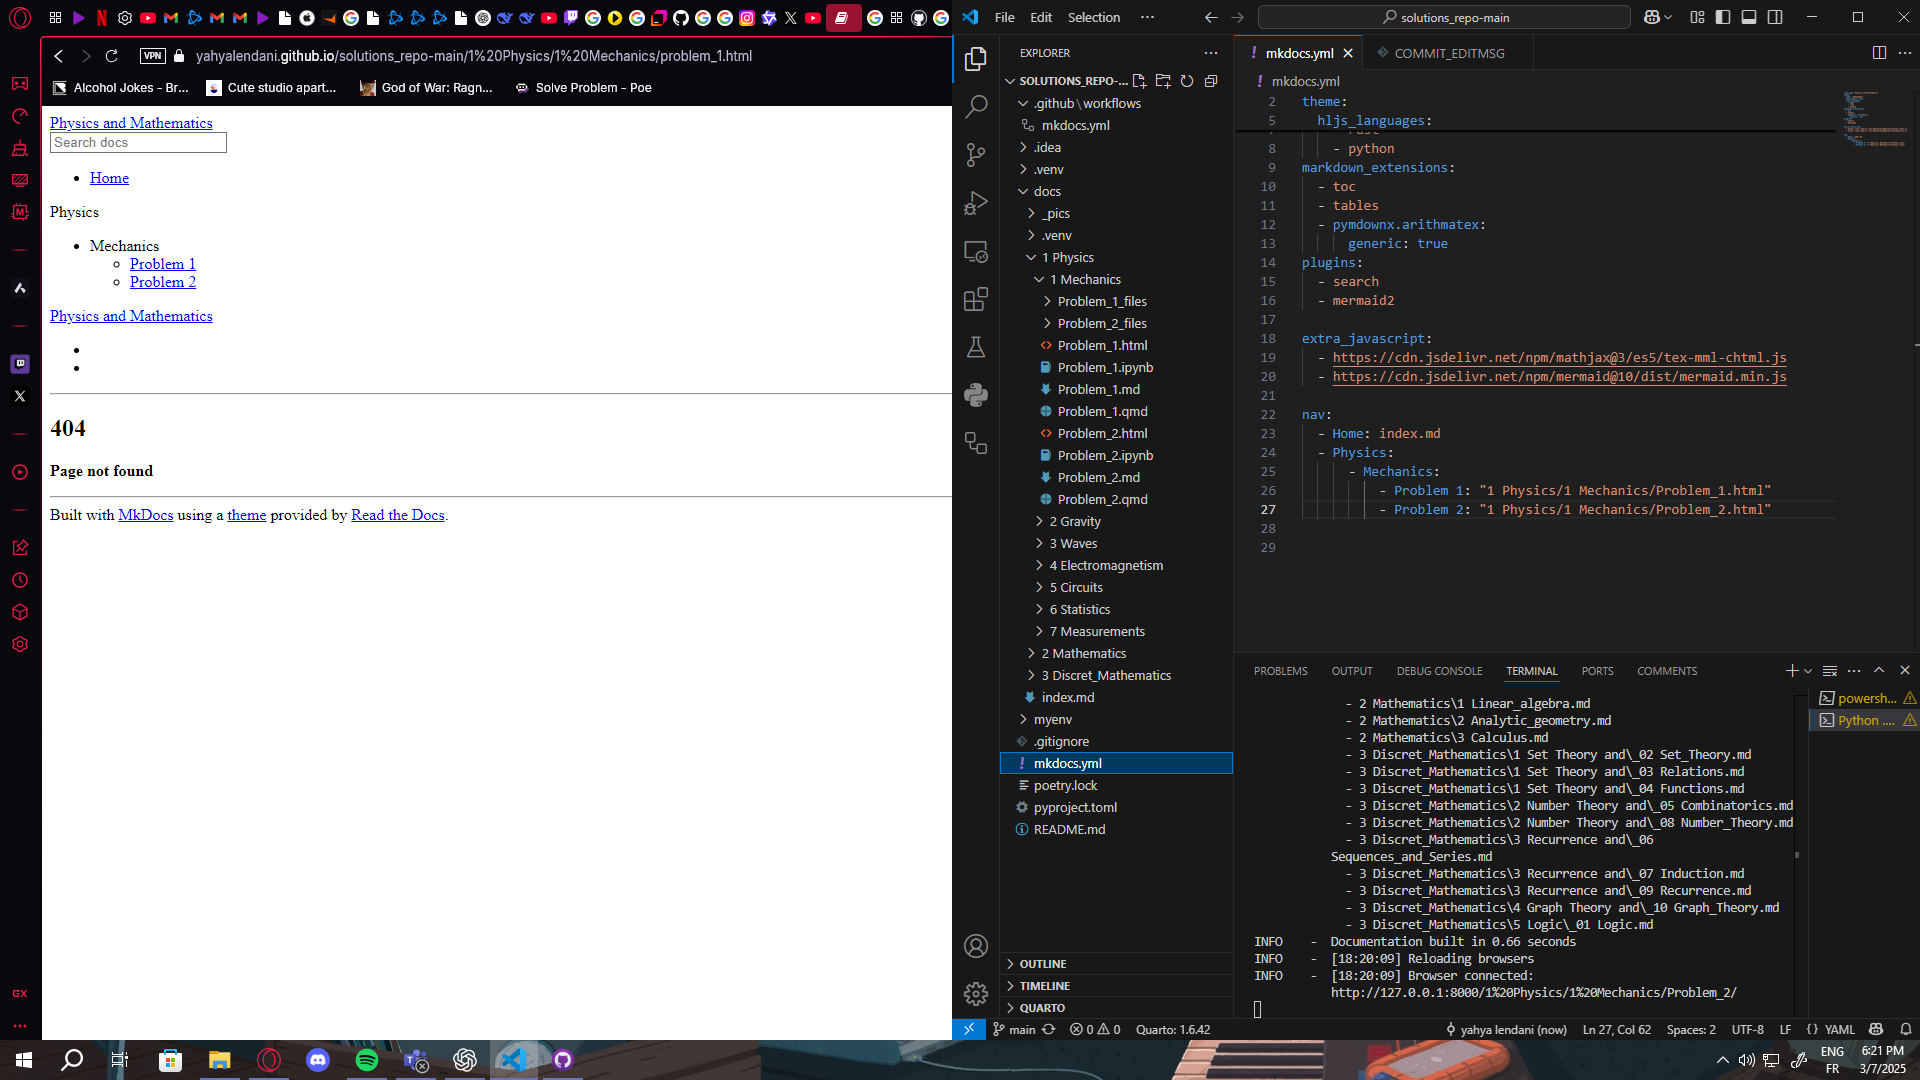 File Edit Selection ···
solutions_repo-main
VPN yahyalendani.github.io/solutions_repo-main/1%20Physics/1%20Mechanics/problem_1.html
Alcohol Jokes - Br...
Cute studio apart...
God of War: Ragn...
Solve Problem - Poe
Physics and Mathematics
Search docs
Home
Physics
Mechanics
Problem 1
Problem 2
Physics and Mathematics
404
Page not found
Built with MkDocs using a theme provided by Read the Docs.
GX
EXPLORER
SOLUTIONS_REPO-...
.github\workflows
mkdocs.yml
.idea
.venv
docs
_pics
.venv
1 Physics
1 Mechanics
Problem_1_files
Problem_2_files
Problem_1.html
Problem_1.ipynb
Problem_1.md
Problem_1.qmd
Problem_2.html
Problem_2.ipynb
Problem_2.md
Problem_2.qmd
2 Gravity
3 Waves
4 Electromagnetism
5 Circuits
6 Statistics
7 Measurements
2 Mathematics
3 Discret_Mathematics
index.md
myenv
.gitignore
mkdocs.yml
poetry.lock
pyproject.toml
README.md
OUTLINE
TIMELINE
QUARTO
mkdocs.yml
COMMIT_EDITMSG
mkdocs.yml
2 theme:
5 hljs_languages:
8 - python
9 markdown_extensions:
10 - toc
11 - tables
12 - pymdownx.arithmatex:
13 generic: true
14 plugins:
15 - search
16 - mermaid2
17
18 extra_javascript:
19 - https://cdn.jsdelivr.net/npm/mathjax@3/es5/tex-mml-chtml.js
20 - https://cdn.jsdelivr.net/npm/mermaid@10/dist/mermaid.min.js
21
22 nav:
23 - Home: index.md
24 - Physics:
25 - Mechanics:
26 - Problem 1: "1 Physics/1 Mechanics/Problem_1.html"
27 - Problem 2: "1 Physics/1 Mechanics/Problem_2.html"
28
29
PROBLEMS OUTPUT DEBUG CONSOLE TERMINAL PORTS COMMENTS
- 2 Mathematics\1 Linear_algebra.md
- 2 Mathematics\2 Analytic_geometry.md
- 2 Mathematics\3 Calculus.md
- 3 Discret_Mathematics\1 Set Theory and\_02 Set_Theory.md
- 3 Discret_Mathematics\1 Set Theory and\_03 Relations.md
- 3 Discret_Mathematics\1 Set Theory and\_04 Functions.md
- 3 Discret_Mathematics\2 Number Theory and\_05 Combinatorics.md
- 3 Discret_Mathematics\2 Number Theory and\_08 Number_Theory.md
- 3 Discret_Mathematics\3 Recurrence and\_06
Sequences_and_Series.md
- 3 Discret_Mathematics\3 Recurrence and\_07 Induction.md
- 3 Discret_Mathematics\3 Recurrence and\_09 Recurrence.md
- 3 Discret_Mathematics\4 Graph Theory and\_10 Graph_Theory.md
- 3 Discret_Mathematics\5 Logic\_01 Logic.md
INFO - Documentation built in 0.66 seconds
INFO - [18:20:09] Reloading browsers
INFO - [18:20:09] Browser connected:
http://127.0.0.1:8000/1%20Physics/1%20Mechanics/Problem_2/
powersh...
Python ...
main 0 0 Quarto: 1.6.42
yahya lendani (now) Ln 27, Col 62 Spaces: 2 UTF-8 LF {} YAML
ENG
FR
6:21 PM
3/7/2025